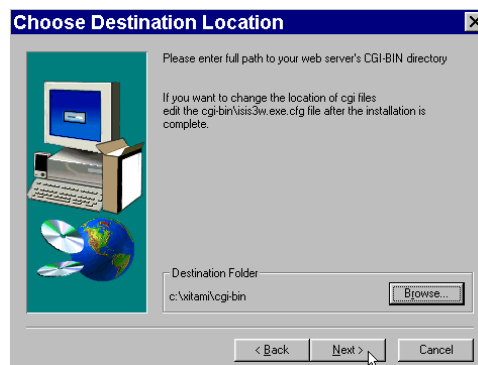 Choose Destination Location
Please enter full path to your web server's CGI-BIN directory
If you want to change the location of cgi files
edit the cgi-bin\isis3w.exe.cfg file after the installation is
complete.
Destination Folder
c:\xitami\cgi-bin
Browse...
< Back
Next >
Cancel